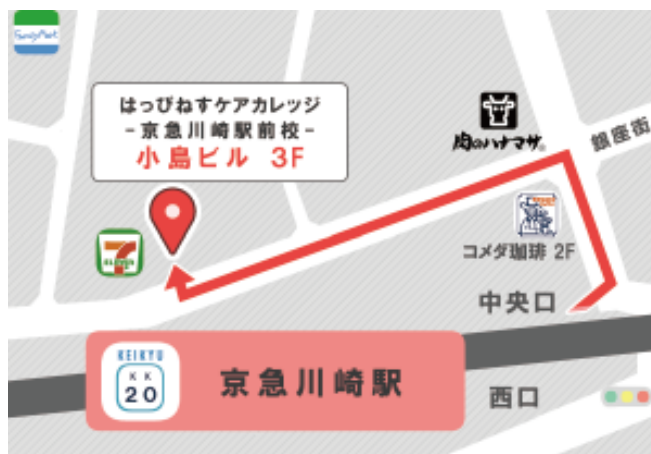 FamilyMart
はっぴねすケアカレッジ
-京急川崎駅前校-
小島ビル 3F
肉のハナマサ
銀座街
7
ELEVEN
コメダ珈琲 2F
中央口
KEIKYU
KK
20
京急川崎駅
西口